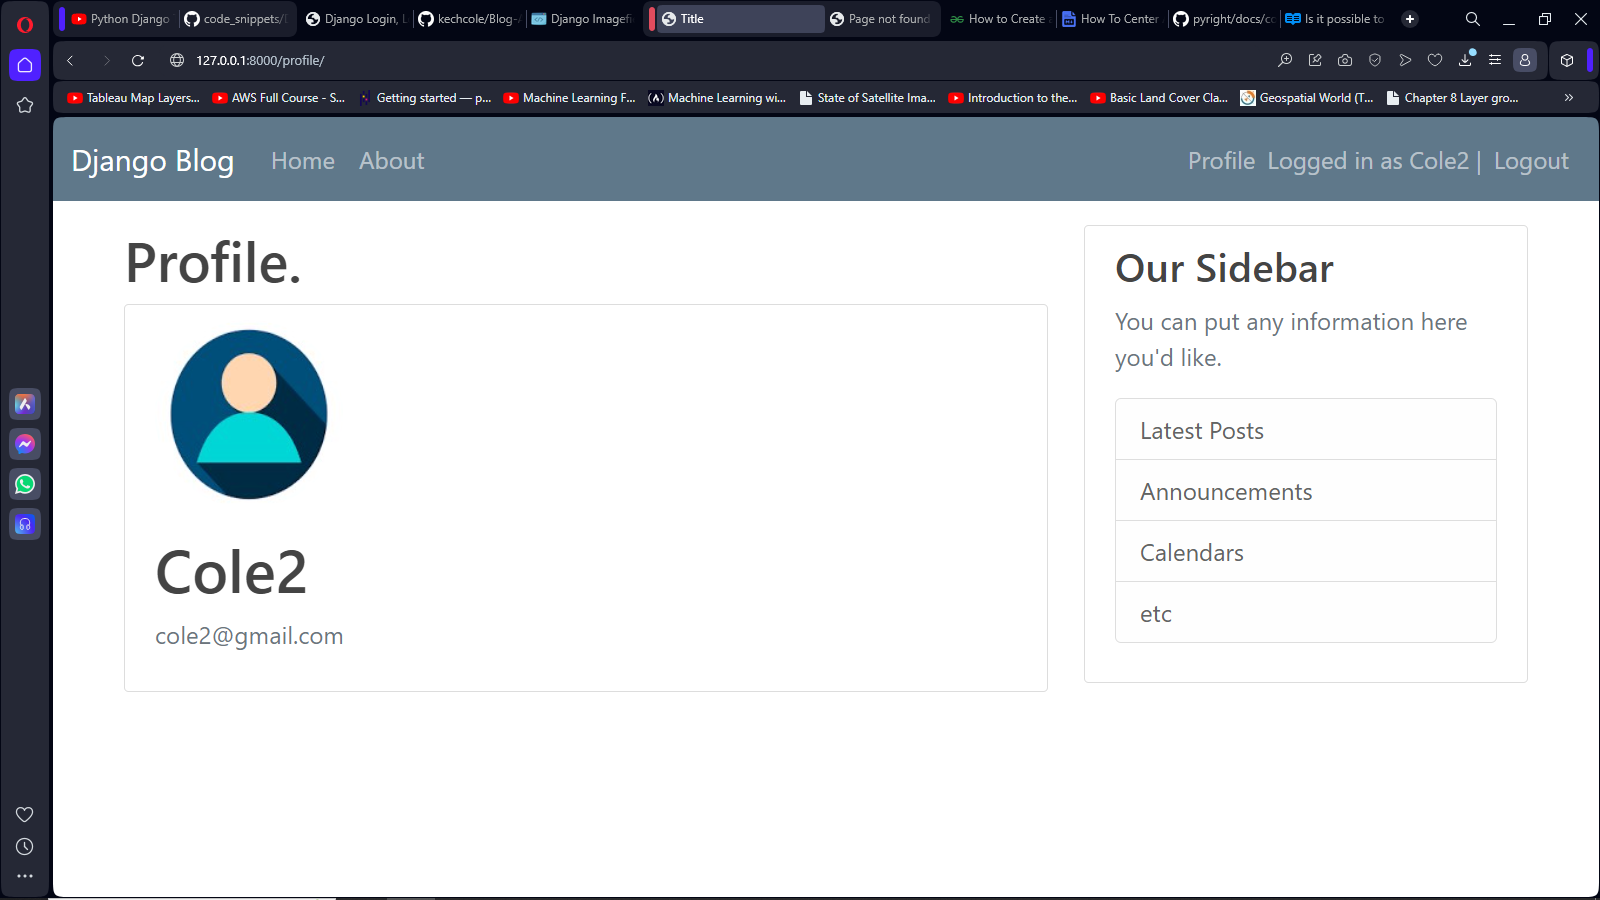 Python Django
code_snippets/
Django Login, L
kechcole/Blog-
Django Imagefi
Title
Page not found
How to Create
How To Center
pyright/docs/co
Is it possible to
127.0.0.1:8000/profile/
Tableau Map Layers...
AWS Full Course - S...
Getting started — p...
Machine Learning F...
Machine Learning wi...
State of Satellite Ima...
Introduction to the...
Basic Land Cover Cla...
Geospatial World (T...
Chapter 8 Layer gro...
»
Django Blog Home About Profile Logged in as Cole2 | Logout
Profile.
Cole2
cole2@gmail.com
Our Sidebar
You can put any information here
you'd like.
Latest Posts
Announcements
Calendars
etc